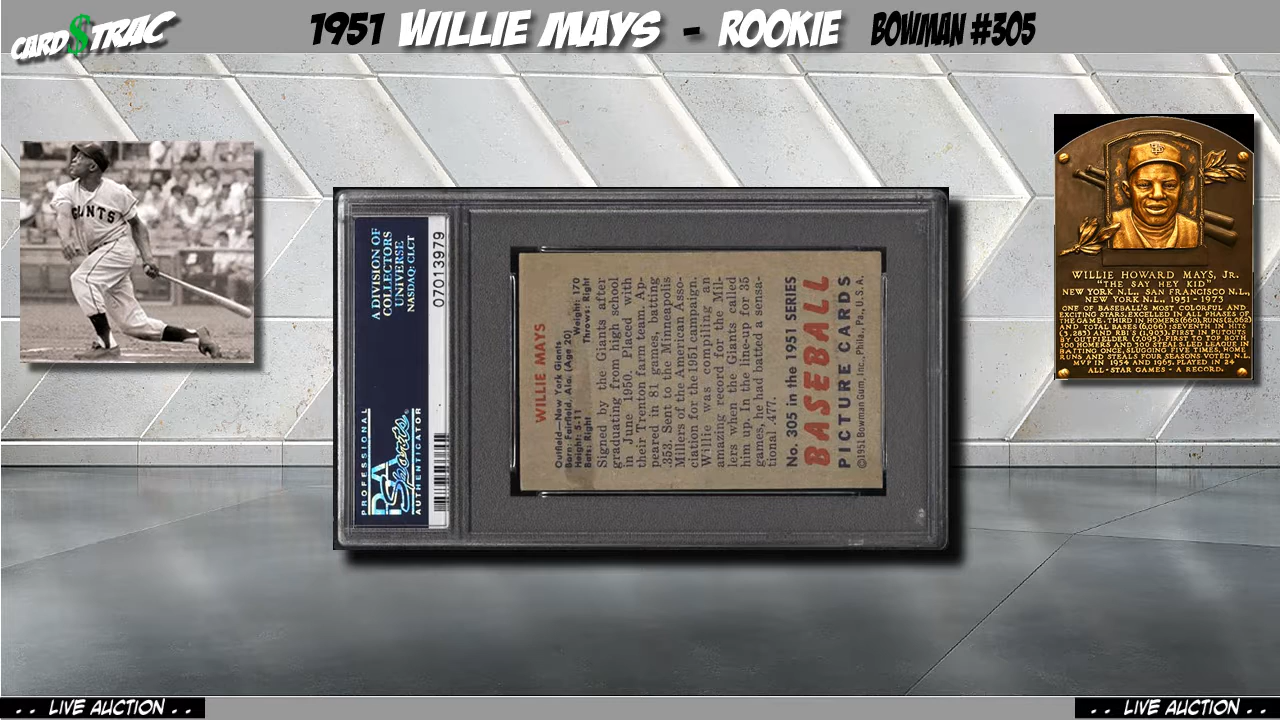 CARD$TRAC
1951 WILLIE MAYS - ROOKIE BOWMAN #305
GIANTS
A DIVISION OF
COLLECTORS
UNIVERSE
NASDAQ: CLCT
07013979
PROFESSIONAL
PSA
Sports
AUTHENTICATOR
WILLIE MAYS
Outfield—New York Giants
Born: Fairfield, Ala. (Age 20)
Height: 5:11 Weight: 170
Bats: Right Throws: Right
Signed by the Giants after
graduating from high school
in June 1950. Placed with
their Trenton farm team. Ap-
peared in 81 games, batting
.353. Sent to the Minneapolis
Millers of the American Asso-
ciation for the 1951 campaign.
Willie was compiling an
amazing record for the Mil-
lers when the Giants called
him up. In the line-up for 35
games, he had batted a sensa-
tional .477.
No. 305 in the 1951 SERIES
BASEBALL
PICTURE CARDS
©1951 Bowman Gum, Inc., Phila., Pa., U.S.A.
WILLIE HOWARD MAYS, JR.
"THE SAY HEY KID"
NEW YORK N.L., SAN FRANCISCO N.L.,
NEW YORK N.L., 1951 - 1973
ONE OF BASEBALL'S MOST COLORFUL AND
EXCITING STARS, EXCELLED IN ALL PHASES OF
THE GAME. THIRD IN HOMERS (660), RUNS (2,062)
AND TOTAL BASES (6,066); SEVENTH IN HITS
(3,283) AND RBI'S (1,903). FIRST IN PUTOUTS
BY OUTFIELDER (7,095). FIRST TO TOP BOTH
300 HOMERS AND 300 STEALS. LED LEAGUE IN
BATTING ONCE, SLUGGING FIVE TIMES, HOME
RUNS AND STEALS FOUR SEASONS. VOTED N.L.
MVP IN 1954 AND 1965. PLAYED IN 24
ALL-STAR GAMES - A RECORD.
. . LIVE AUCTION . .
. . LIVE AUCTION . .